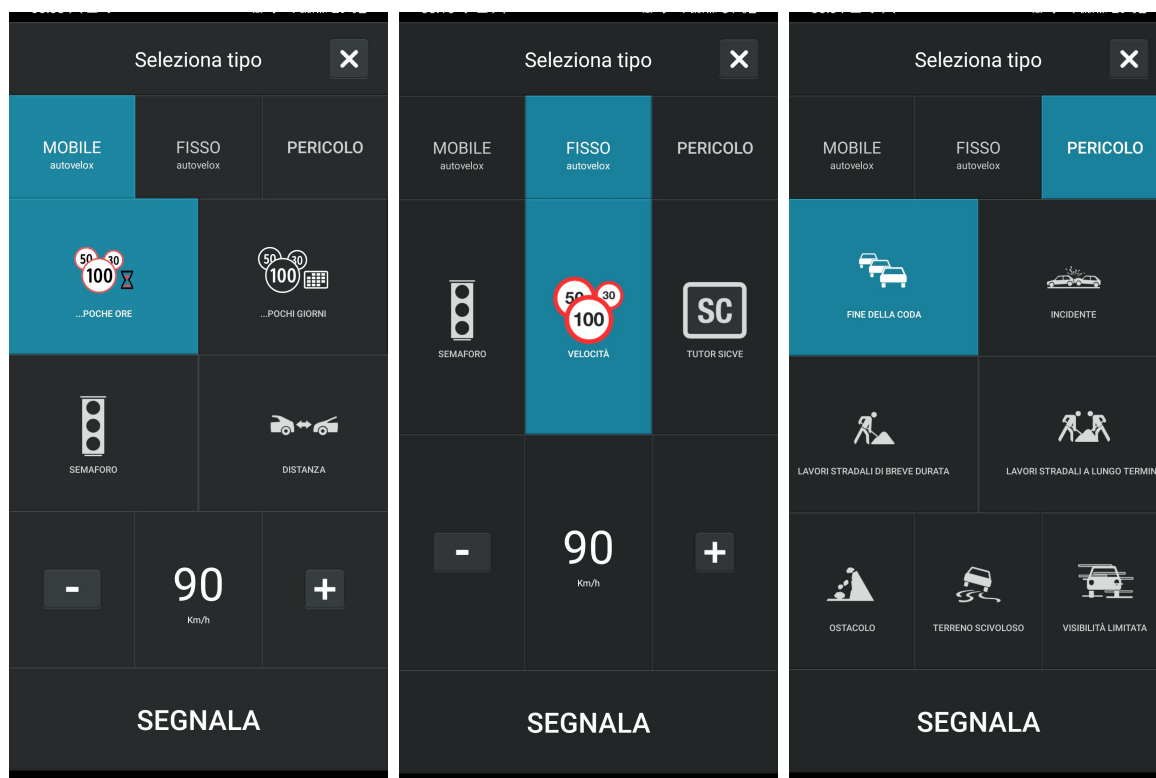 Seleziona tipo
MOBILE
autovelox
FISSO
autovelox
PERICOLO
50
30
100
...POCHE ORE
50
30
100
...POCHI GIORNI
SEMAFORO
DISTANZA
-
90
Km/h
+
SEGNALA
Seleziona tipo
MOBILE
autovelox
FISSO
autovelox
PERICOLO
SEMAFORO
50
30
100
VELOCITÀ
SC
TUTOR SICVE
-
90
Km/h
+
SEGNALA
Seleziona tipo
MOBILE
autovelox
FISSO
autovelox
PERICOLO
FINE DELLA CODA
INCIDENTE
LAVORI STRADALI DI BREVE DURATA
LAVORI STRADALI A LUNGO TERMIN
OSTACOLO
TERRENO SCIVOLOSO
VISIBILITÀ LIMITATA
SEGNALA